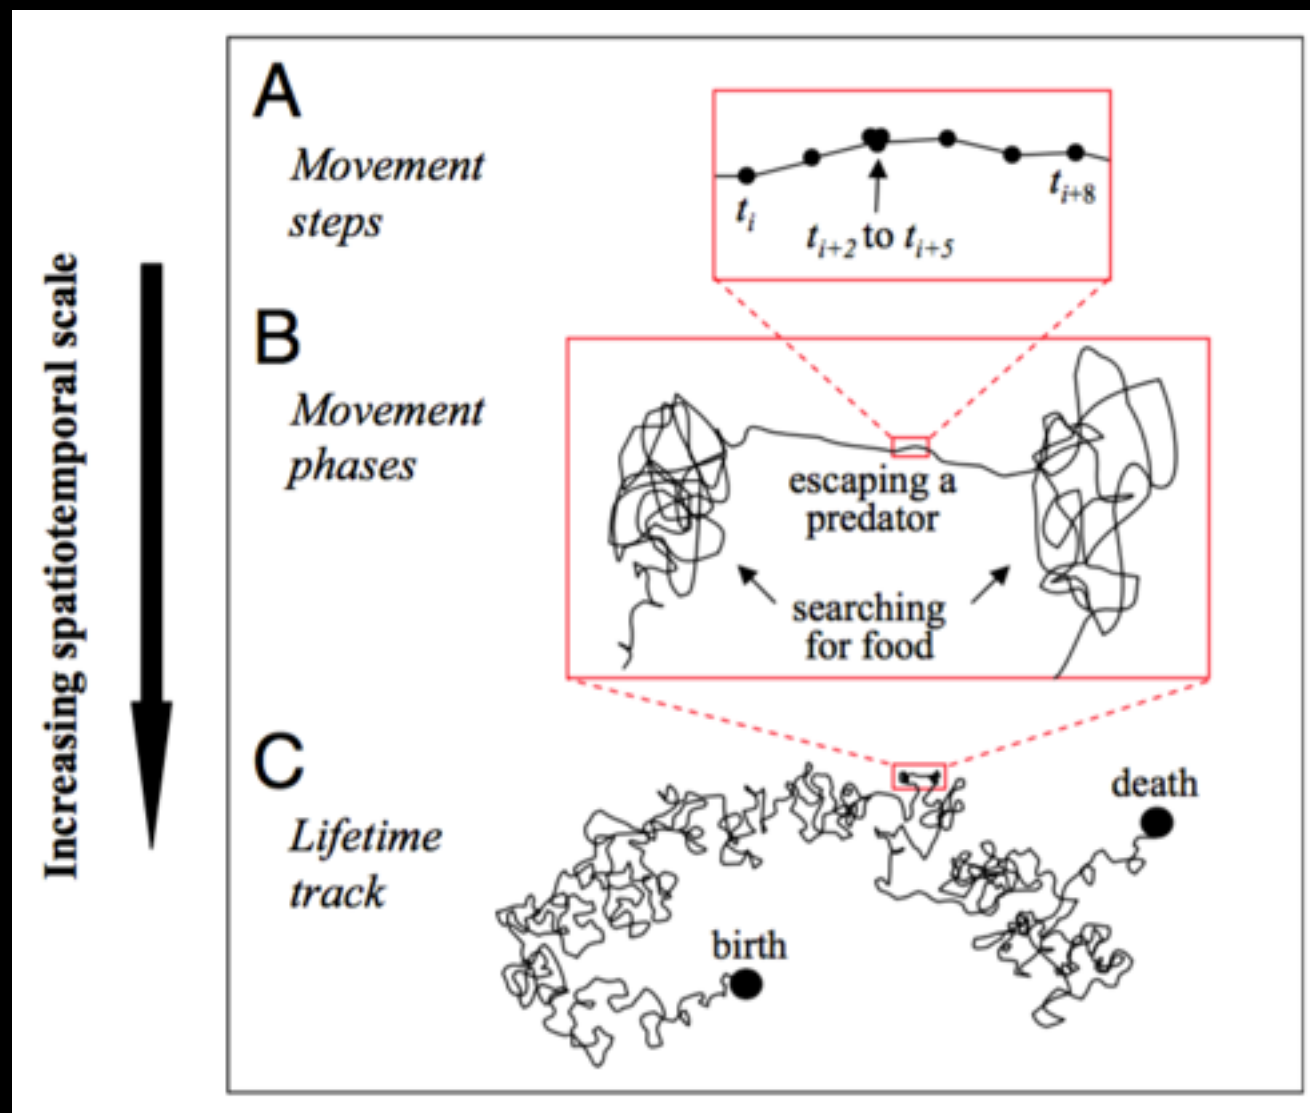 Increasing spatiotemporal scale
A
Movement
steps
t_i
t_{i+2} to t_{i+5}
t_{i+8}
B
Movement
phases
escaping a
predator
searching
for food
C
Lifetime
track
birth
death